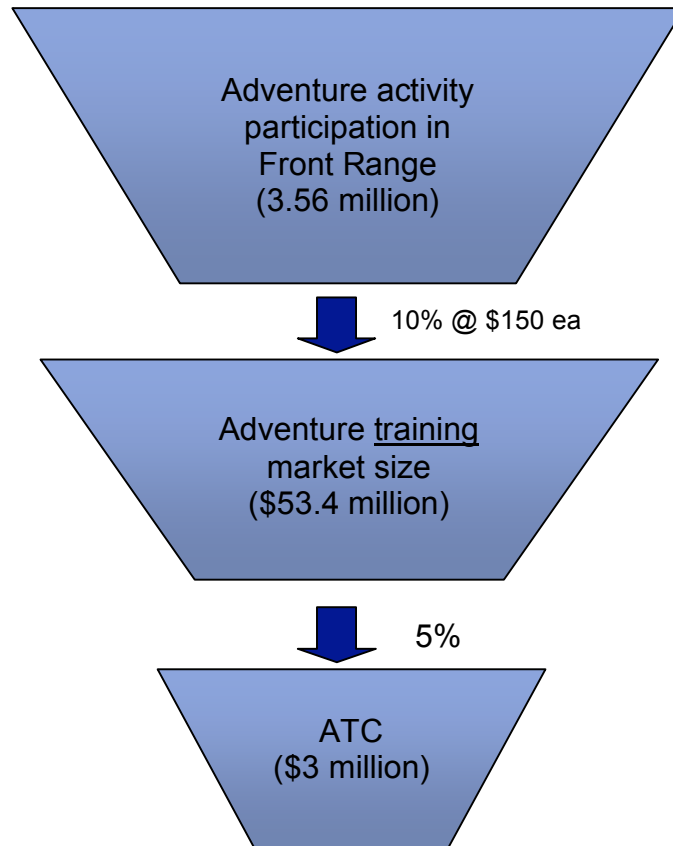 Adventure activity
participation in
Front Range
(3.56 million)
10% @ $150 ea
Adventure training
market size
($53.4 million)
5%
ATC
($3 million)